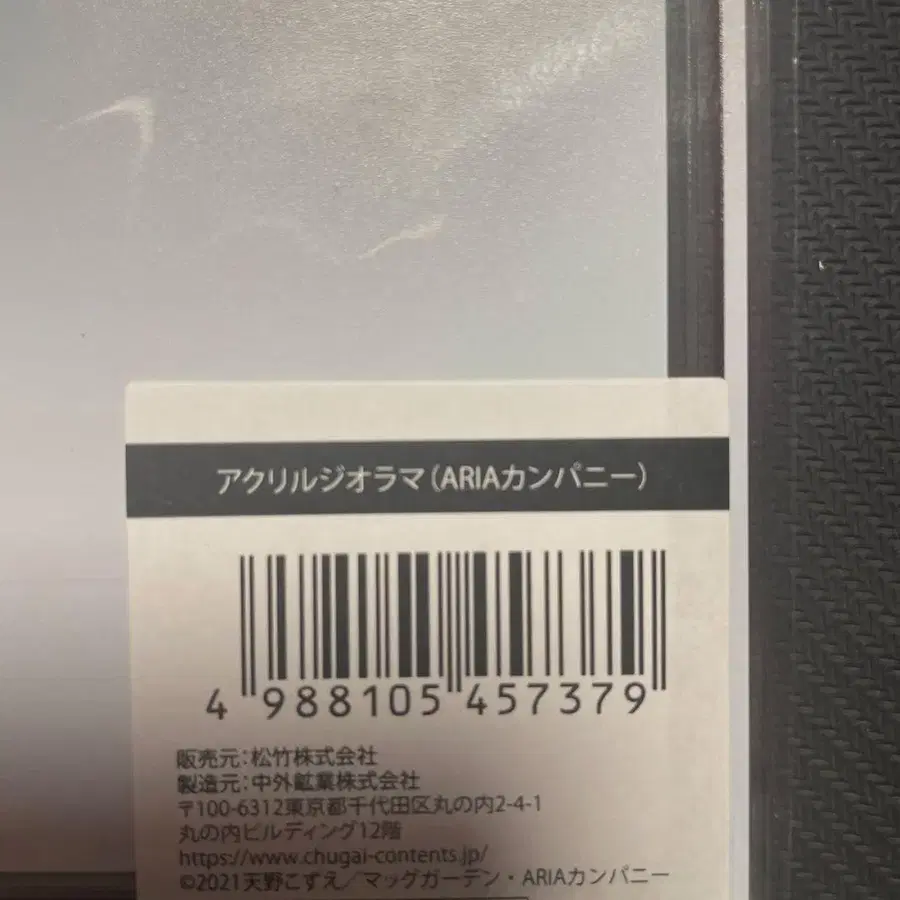 アクリルジオラマ(ARIAカンパニー)
4 988105 457379
販売元:松竹株式会社
製造元:中外鉱業株式会社
〒100-6312東京都千代田区丸の内2-4-1
丸の内ビルディング12階
https://www.chugai-contents.jp/
©2021天野こずえ/マッグガーデン・ARIAカンパニー